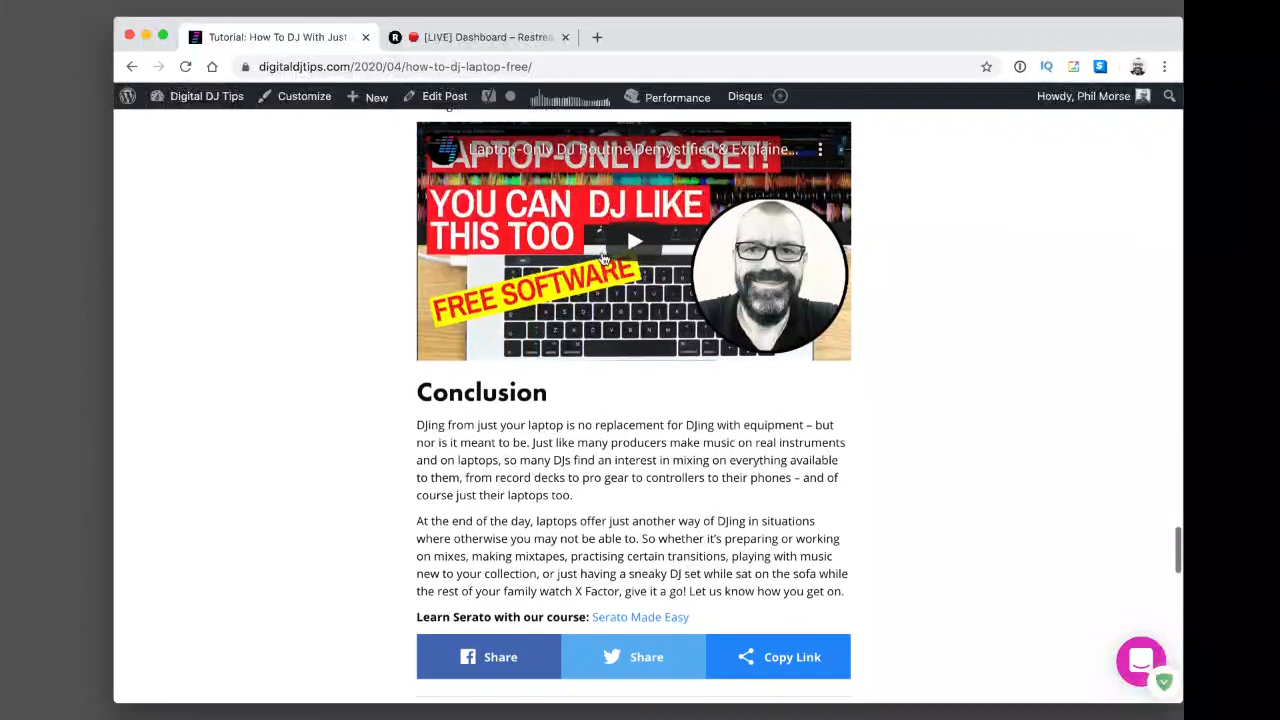 Tutorial: How To DJ With Just
[LIVE] Dashboard – Restrea
digitaldjtips.com/2020/04/how-to-dj-laptop-free/
IQ
Digital DJ Tips
Customize
New
Edit Post
Performance
Disqus
Howdy, Phil Morse
Laptop-Only DJ Routine Demystified & Explaine...
LAPTOP-ONLY DJ SET!
YOU CAN DJ LIKE
THIS TOO
FREE SOFTWARE
Conclusion
DJing from just your laptop is no replacement for DJing with equipment – but
nor is it meant to be. Just like many producers make music on real instruments
and on laptops, so many DJs find an interest in mixing on everything available
to them, from record decks to pro gear to controllers to their phones – and of
course just their laptops too.
At the end of the day, laptops offer just another way of DJing in situations
where otherwise you may not be able to. So whether it's preparing or working
on mixes, making mixtapes, practising certain transitions, playing with music
new to your collection, or just having a sneaky DJ set while sat on the sofa while
the rest of your family watch X Factor, give it a go! Let us know how you get on.
Learn Serato with our course: Serato Made Easy
Share
Share
Copy Link